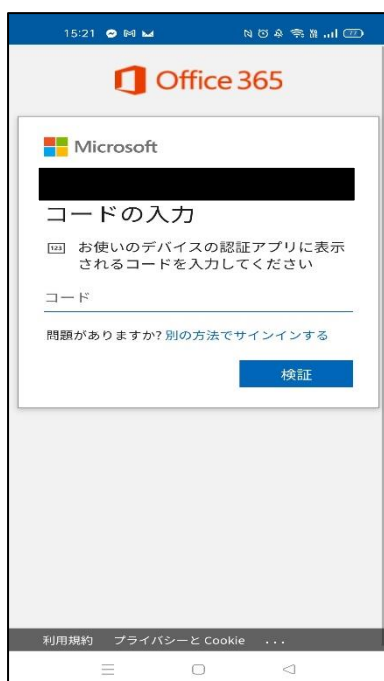 15:21
Office 365
Microsoft
コードの入力
123 お使いのデバイスの認証アプリに表示
されるコードを入力してください
コード
問題がありますか? 別の方法でサインインする
検証
利用規約 プライバシーと Cookie ...